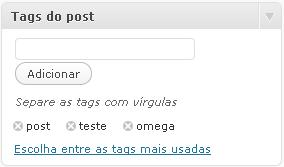 Tags do post
Adicionar
Separe as tags com vírgulas
post teste omega
Escolha entre as tags mais usadas